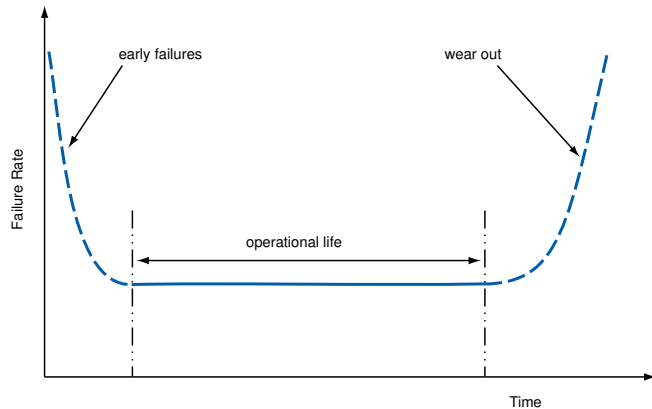 early failures
wear out
Failure Rate
operational life
Time